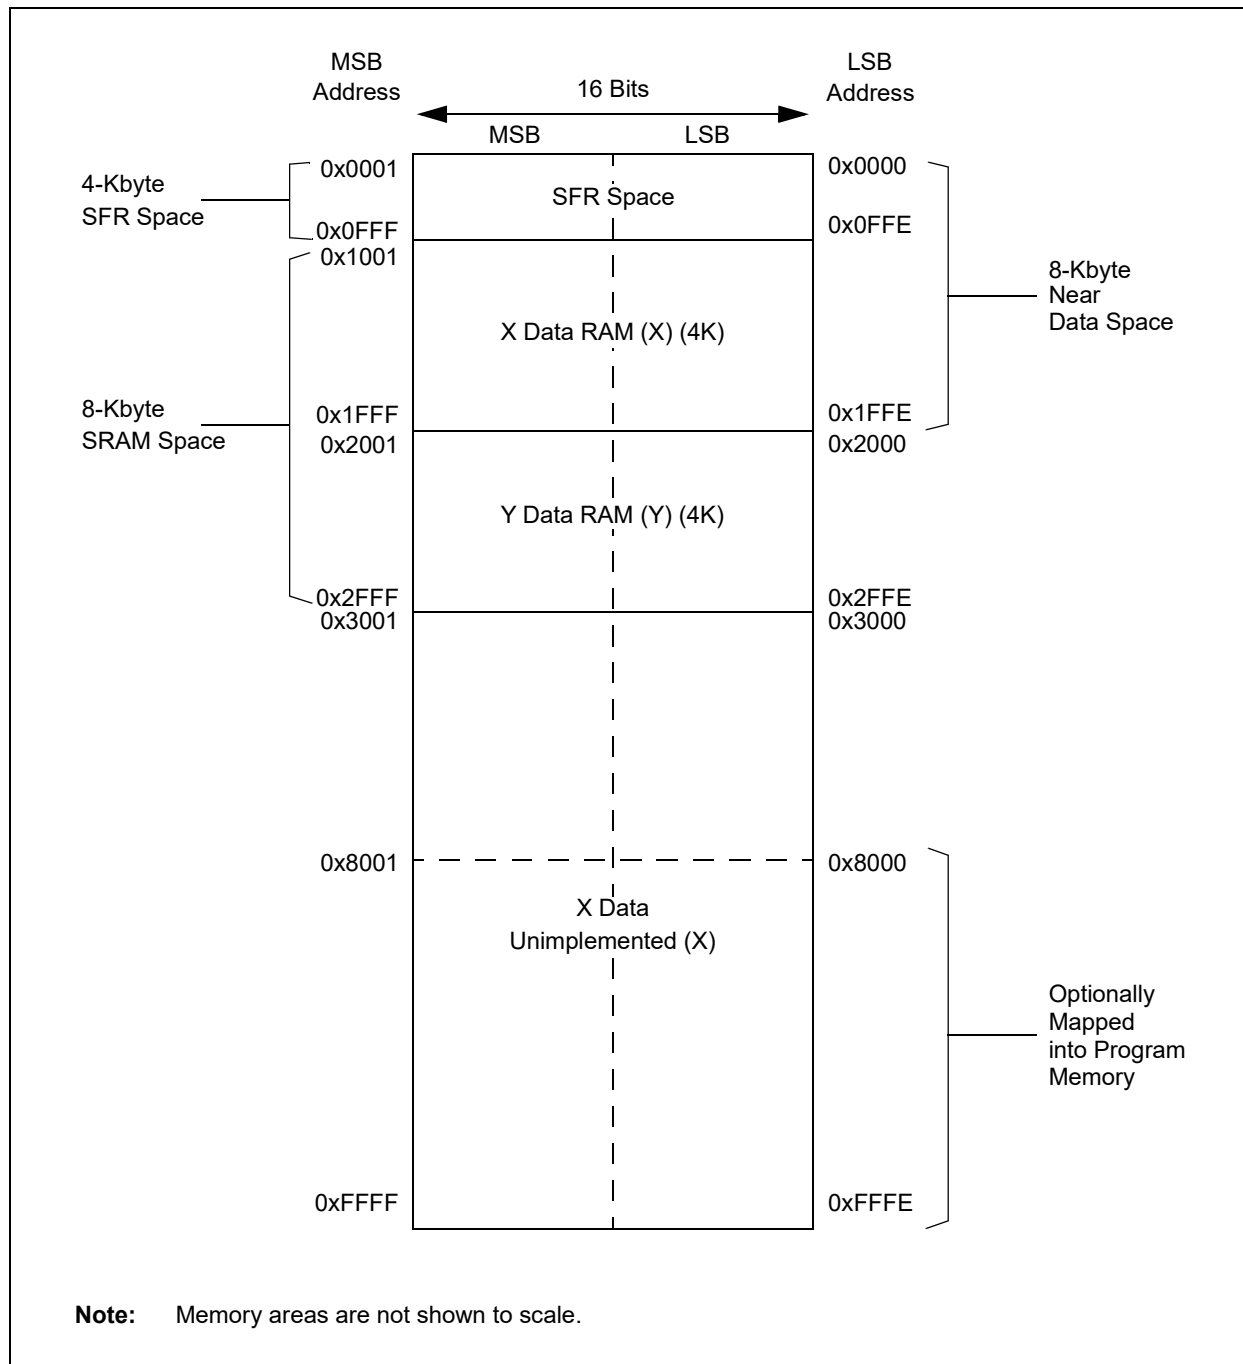 MSB
Address
16 Bits
LSB
Address
MSB
LSB
4-Kbyte
SFR Space
0x0001
0x0FFF
SFR Space
0x0000
0x0FFE
8-Kbyte
Near
Data Space
8-Kbyte
SRAM Space
0x1001
X Data RAM (X) (4K)
0x1FFF
0x2001
0x1FFE
0x2000
Y Data RAM (Y) (4K)
0x2FFF
0x3001
0x2FFE
0x3000
0x8001
0x8000
X Data
Unimplemented (X)
Optionally
Mapped
into Program
Memory
0xFFFF
0xFFFE
Note: Memory areas are not shown to scale.